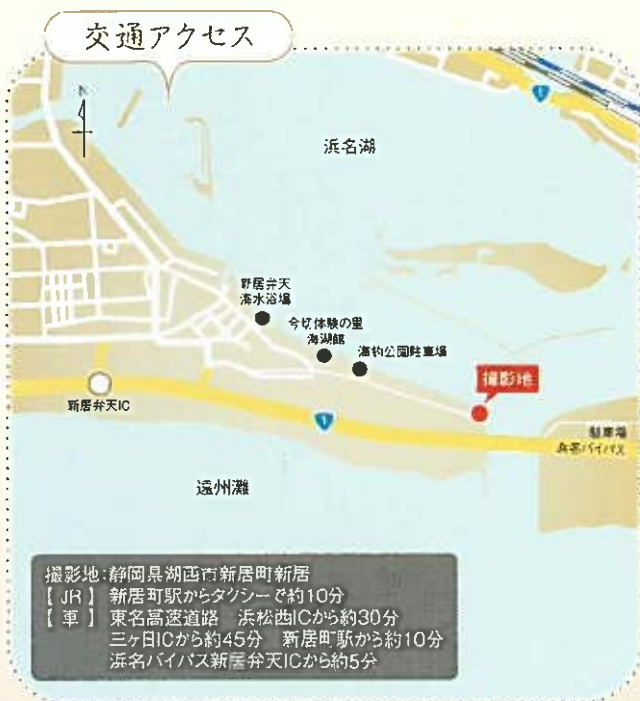 交通アクセス
N
1
浜名湖
新居弁天
海水浴場
今切体験の里
海湖館
海釣公園駐車場
撮影地
新居弁天IC
1
駐車場
浜名バイパス
遠州灘
撮影地:静岡県湖西市新居町新居
【 JR 】 新居町駅からタクシーで約10分
【 車 】 東名高速道路 浜松西ICから約30分
三ヶ日ICから約45分 新居町駅から約10分
浜名バイパス新居弁天ICから約5分